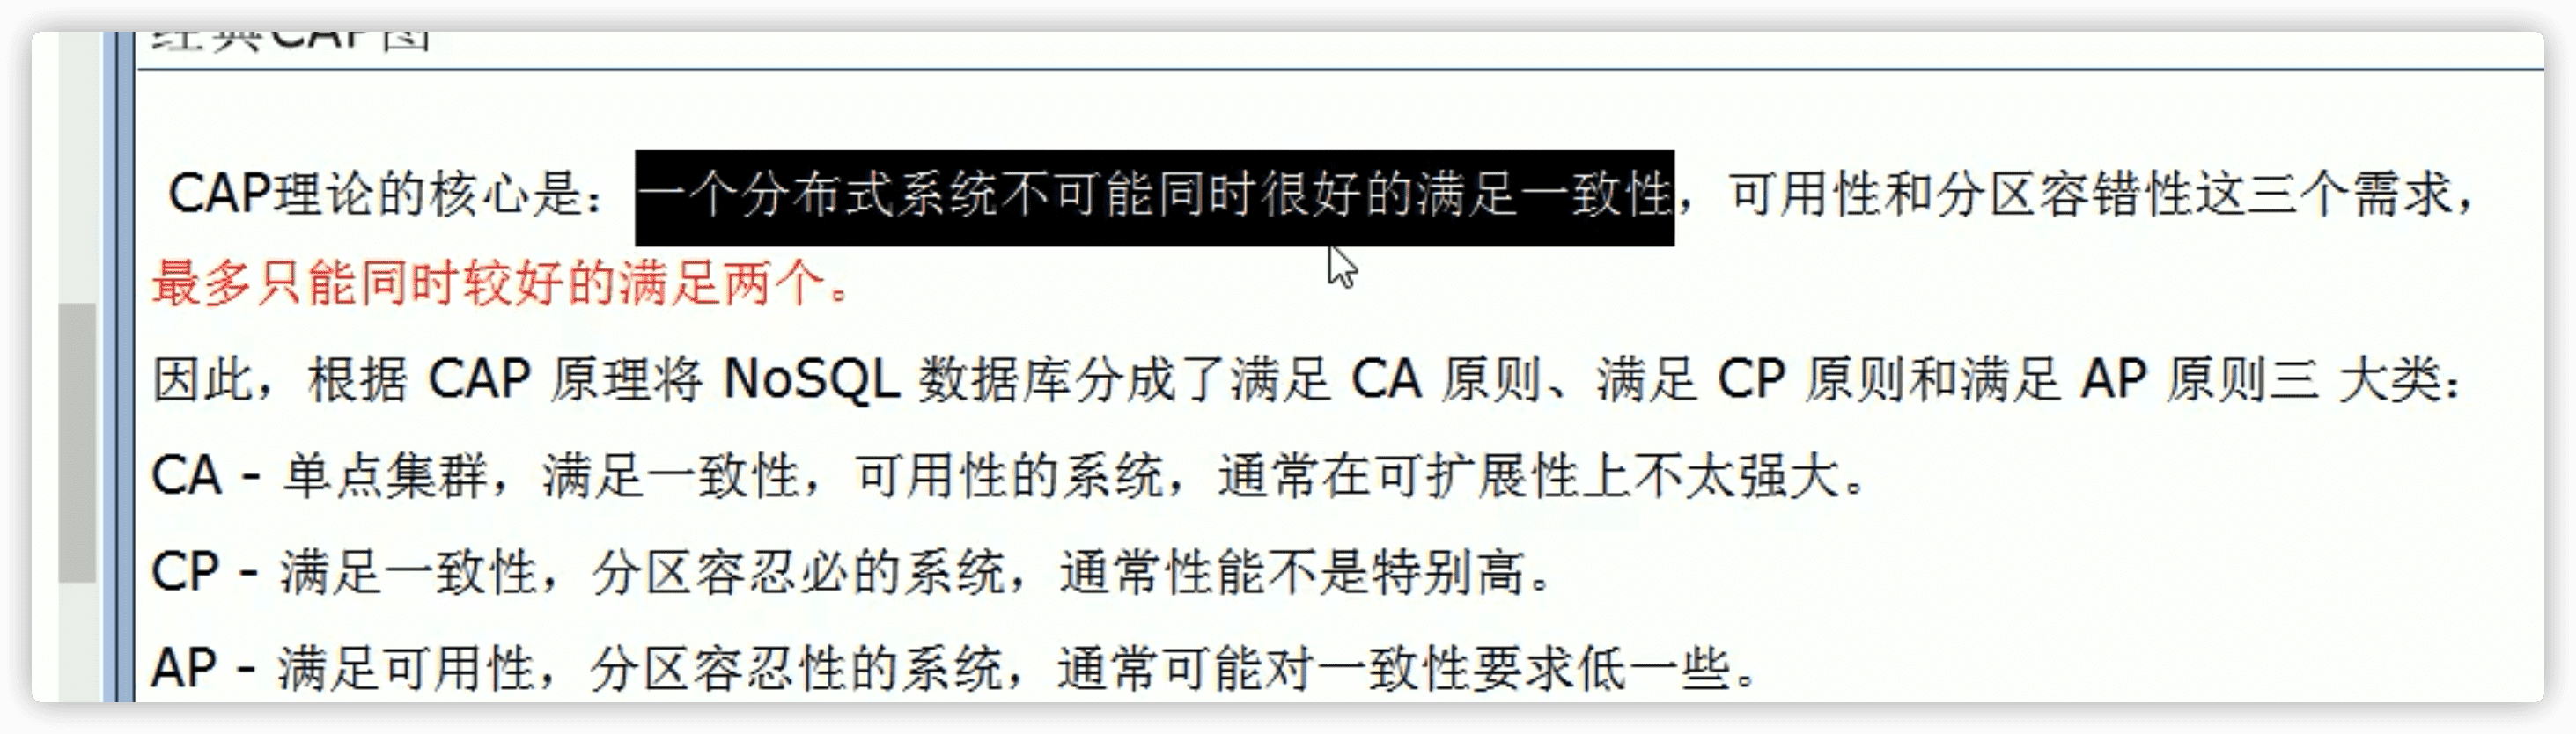 经典CAP图
CAP理论的核心是：一个分布式系统不可能同时很好的满足一致性，可用性和分区容错性这三个需求，
最多只能同时较好的满足两个。
因此，根据 CAP 原理将 NoSQL 数据库分成了满足 CA 原则、满足 CP 原则和满足 AP 原则三 大类：
CA - 单点集群，满足一致性，可用性的系统，通常在可扩展性上不太强大。
CP - 满足一致性，分区容忍必的系统，通常性能不是特别高。
AP - 满足可用性，分区容忍性的系统，通常可能对一致性要求低一些。